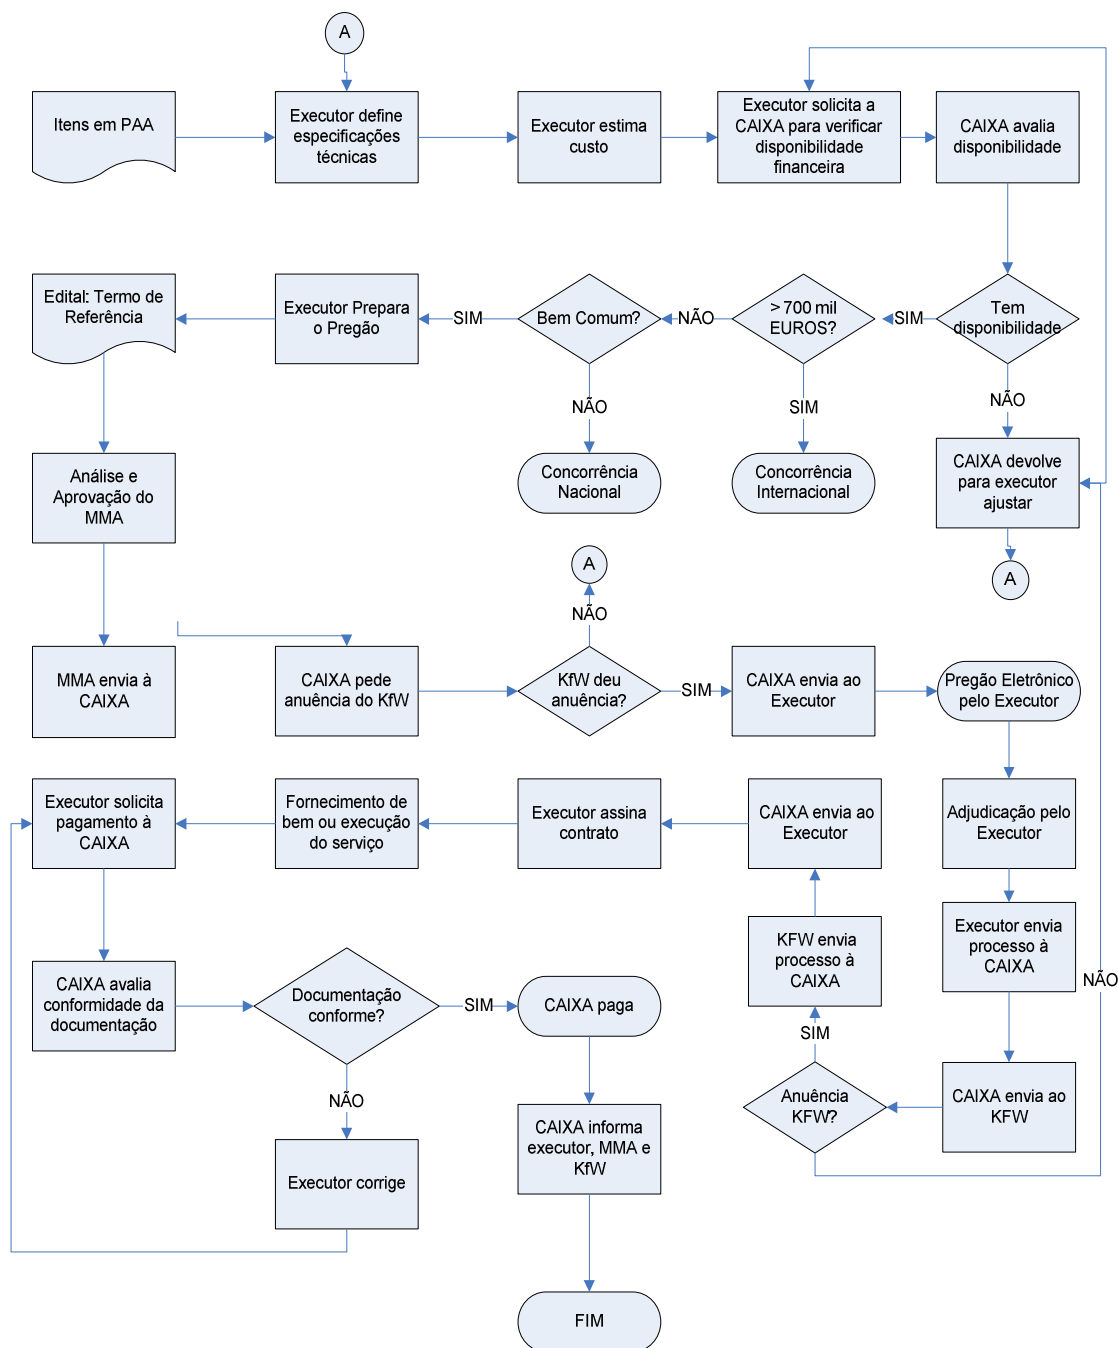 A
Itens em PAA
Executor define
especificações
técnicas
Executor estima
custo
Executor solicita a
CAIXA para verificar
disponibilidade
financeira
CAIXA avalia
disponibilidade
Edital: Termo de
Referência
Executor Prepara
o Pregão
SIM
Bem Comum?
NÃO
> 700 mil
EUROS?
SIM
Tem
disponibilidade
NÃO
SIM
NÃO
Concorrência
Nacional
Concorrência
Internacional
CAIXA devolve
para executor
ajustar
A
Análise e
Aprovação do
MMA
A
NÃO
MMA envia à
CAIXA
CAIXA pede
anuência do KfW
KfW deu
anuência?
SIM
CAIXA envia ao
Executor
Pregão Eletrônico
pelo Executor
Executor solicita
pagamento à
CAIXA
Fornecimento de
bem ou execução
do serviço
Executor assina
contrato
CAIXA envia ao
Executor
Adjudicação pelo
Executor
KFW envia
processo à
CAIXA
Executor envia
processo à
CAIXA
NÃO
CAIXA avalia
conformidade da
documentação
Documentação
conforme?
SIM
CAIXA paga
SIM
Anuência
KFW?
CAIXA envia ao
KFW
NÃO
Executor corrige
CAIXA informa
executor, MMA e
KfW
FIM